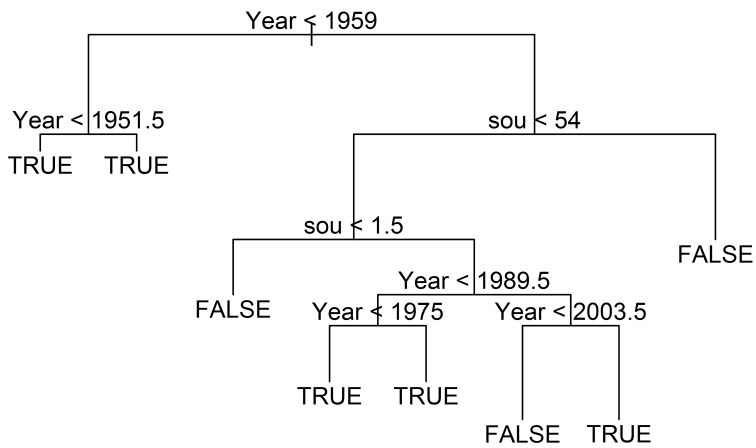 Year < 1959
Year < 1951.5
sou < 54
TRUE
TRUE
sou < 1.5
FALSE
Year < 1989.5
FALSE
Year < 1975
Year < 2003.5
TRUE
TRUE
FALSE
TRUE